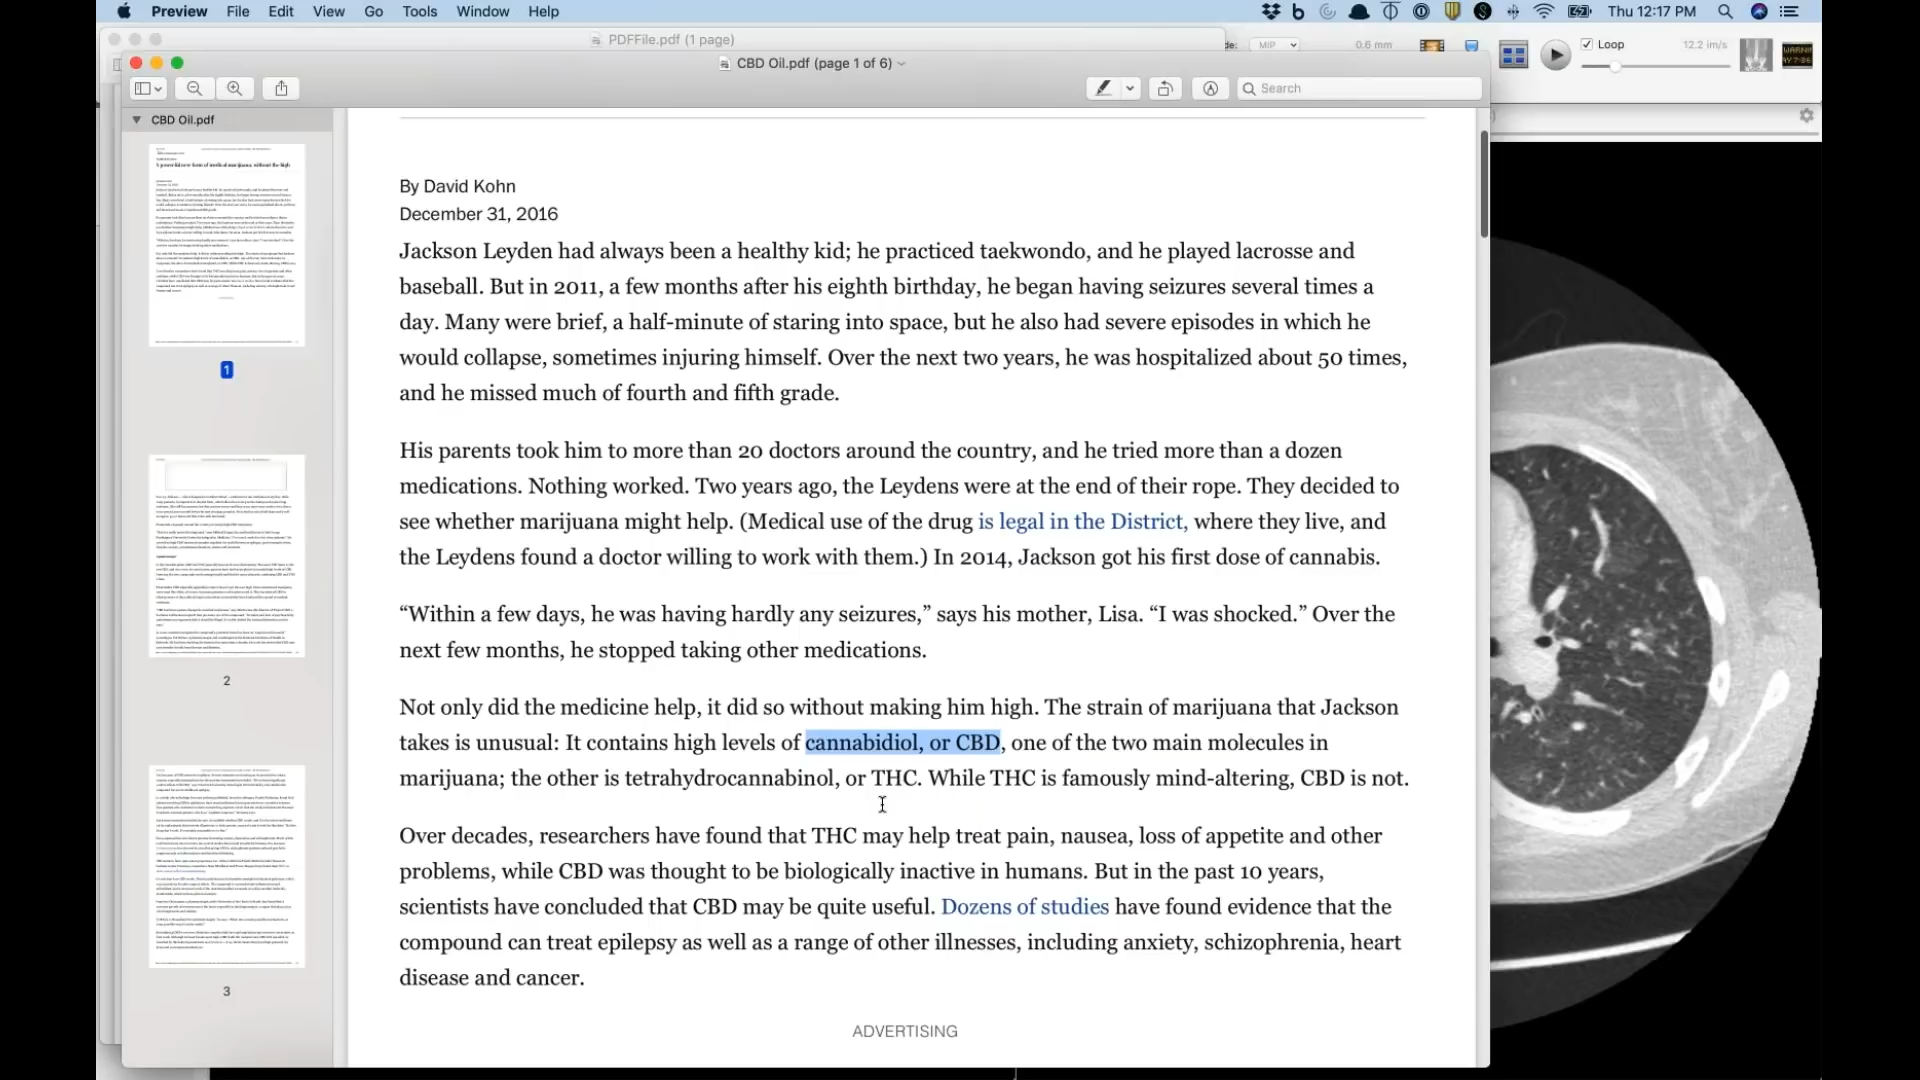 Preview File Edit View Go Tools Window Help
Thu 12:17 PM
PDFFile.pdf (1 page)
MIP
0.6 mm
Loop
12.2 im/s
CBD Oil.pdf (page 1 of 6)
Search
CBD Oil.pdf
1
2
3
By David Kohn
December 31, 2016
Jackson Leyden had always been a healthy kid; he practiced taekwondo, and he played lacrosse and
baseball. But in 2011, a few months after his eighth birthday, he began having seizures several times a
day. Many were brief, a half-minute of staring into space, but he also had severe episodes in which he
would collapse, sometimes injuring himself. Over the next two years, he was hospitalized about 50 times,
and he missed much of fourth and fifth grade.
His parents took him to more than 20 doctors around the country, and he tried more than a dozen
medications. Nothing worked. Two years ago, the Leydens were at the end of their rope. They decided to
see whether marijuana might help. (Medical use of the drug is legal in the District, where they live, and
the Leydens found a doctor willing to work with them.) In 2014, Jackson got his first dose of cannabis.
“Within a few days, he was having hardly any seizures,” says his mother, Lisa. “I was shocked.” Over the
next few months, he stopped taking other medications.
Not only did the medicine help, it did so without making him high. The strain of marijuana that Jackson
takes is unusual: It contains high levels of cannabidiol, or CBD, one of the two main molecules in
marijuana; the other is tetrahydrocannabinol, or THC. While THC is famously mind-altering, CBD is not.
Over decades, researchers have found that THC may help treat pain, nausea, loss of appetite and other
problems, while CBD was thought to be biologically inactive in humans. But in the past 10 years,
scientists have concluded that CBD may be quite useful. Dozens of studies have found evidence that the
compound can treat epilepsy as well as a range of other illnesses, including anxiety, schizophrenia, heart
disease and cancer.
ADVERTISING